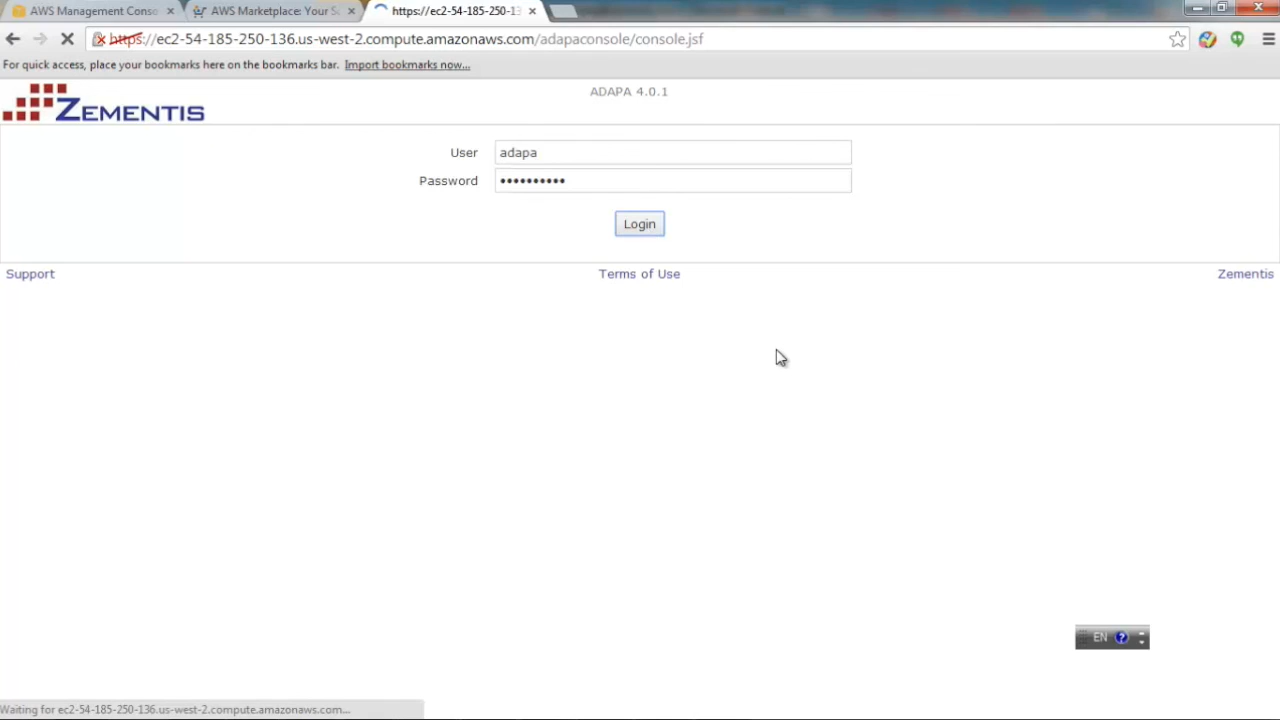 AWS Management Conso
AWS Marketplace: Your S
https://ec2-54-185-250-13
https://ec2-54-185-250-136.us-west-2.compute.amazonaws.com/adapaconsole/console.jsf
For quick access, place your bookmarks here on the bookmarks bar. Import bookmarks now...
ZEMENTIS
ADAPA 4.0.1
User adapa
Password ••••••••••
Login
Support Terms of Use Zementis
EN ?
Waiting for ec2-54-185-250-136.us-west-2.compute.amazonaws.com...